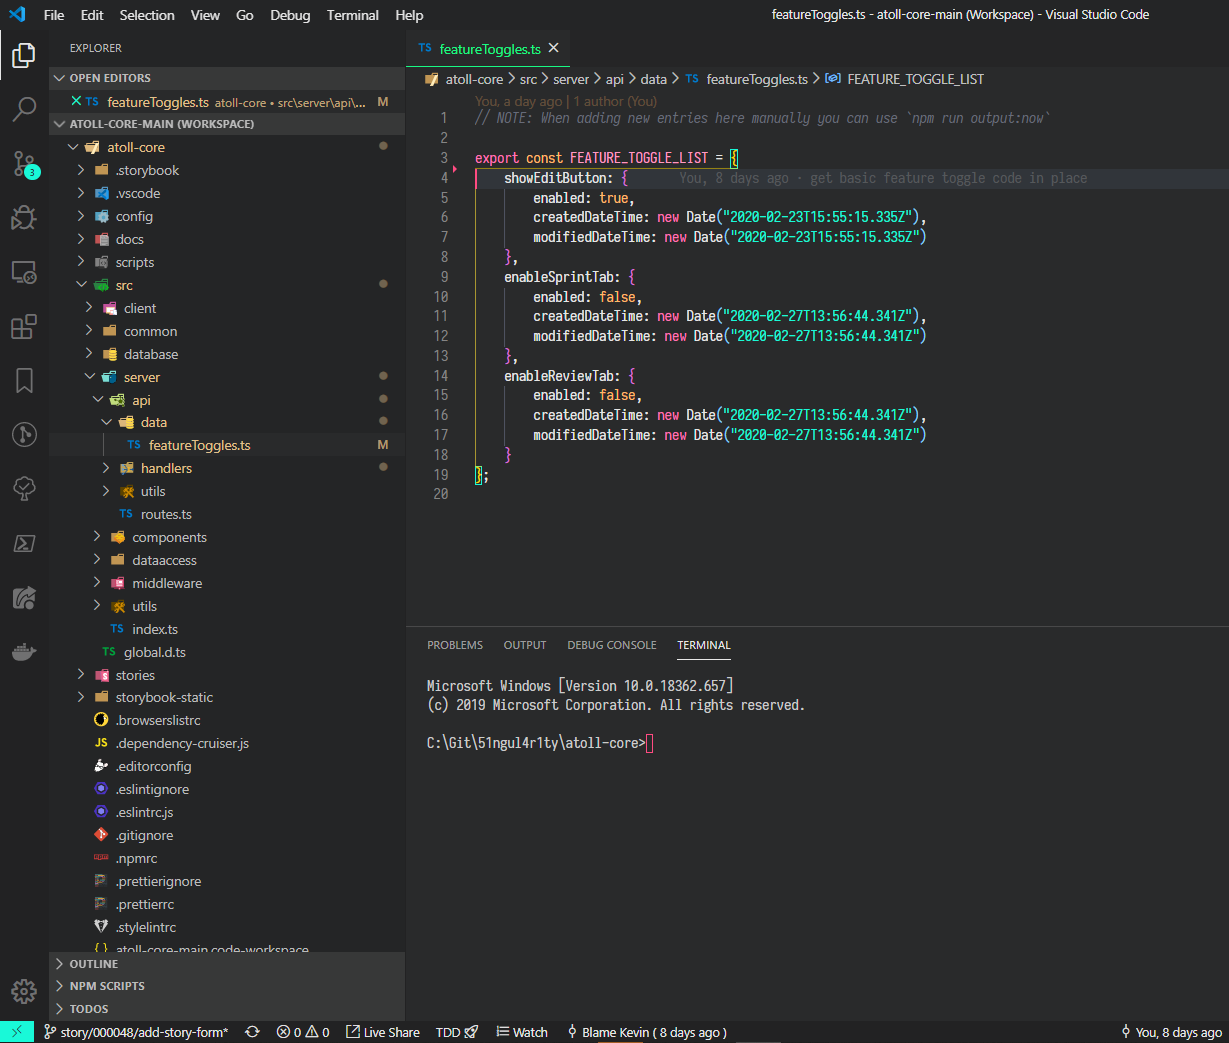 File Edit Selection View Go Debug Terminal Help
featureToggles.ts - atoll-core-main (Workspace) - Visual Studio Code
EXPLORER
OPEN EDITORS
TS featureToggles.ts atoll-core • src\server\api\... M
ATOLL-CORE-MAIN (WORKSPACE)
atoll-core
.storybook
.vscode
config
docs
scripts
src
client
common
database
server
api
data
TS featureToggles.ts M
handlers
utils
TS routes.ts
components
dataaccess
middleware
utils
TS index.ts
TS global.d.ts
stories
storybook-static
.browserslistrc
JS .dependency-cruiser.js
.editorconfig
.eslintignore
.eslintrc.js
.gitignore
.npmrc
.prettierignore
.prettierrc
.stylelintrc
{} atoll-core-main.code-workspace
OUTLINE
NPM SCRIPTS
TODOS
3
TS featureToggles.ts
atoll-core > src > server > api > data > TS featureToggles.ts > FEATURE_TOGGLE_LIST
You, a day ago | 1 author (You)
1 // NOTE: When adding new entries here manually you can use `npm run output:now`
2
3 export const FEATURE_TOGGLE_LIST = {
4 showEditButton: { You, 8 days ago · get basic feature toggle code in place
5 enabled: true,
6 createdDateTime: new Date("2020-02-23T15:55:15.335Z"),
7 modifiedDateTime: new Date("2020-02-23T15:55:15.335Z")
8 },
9 enableSprintTab: {
10 enabled: false,
11 createdDateTime: new Date("2020-02-27T13:56:44.341Z"),
12 modifiedDateTime: new Date("2020-02-27T13:56:44.341Z")
13 },
14 enableReviewTab: {
15 enabled: false,
16 createdDateTime: new Date("2020-02-27T13:56:44.341Z"),
17 modifiedDateTime: new Date("2020-02-27T13:56:44.341Z")
18 }
19 };
20
PROBLEMS OUTPUT DEBUG CONSOLE TERMINAL
Microsoft Windows [Version 10.0.18362.657]
(c) 2019 Microsoft Corporation. All rights reserved.
C:\Git\51ngul4r1ty\atoll-core>
story/000048/add-story-form* 0 0 Live Share TDD Watch Blame Kevin ( 8 days ago ) You, 8 days ago